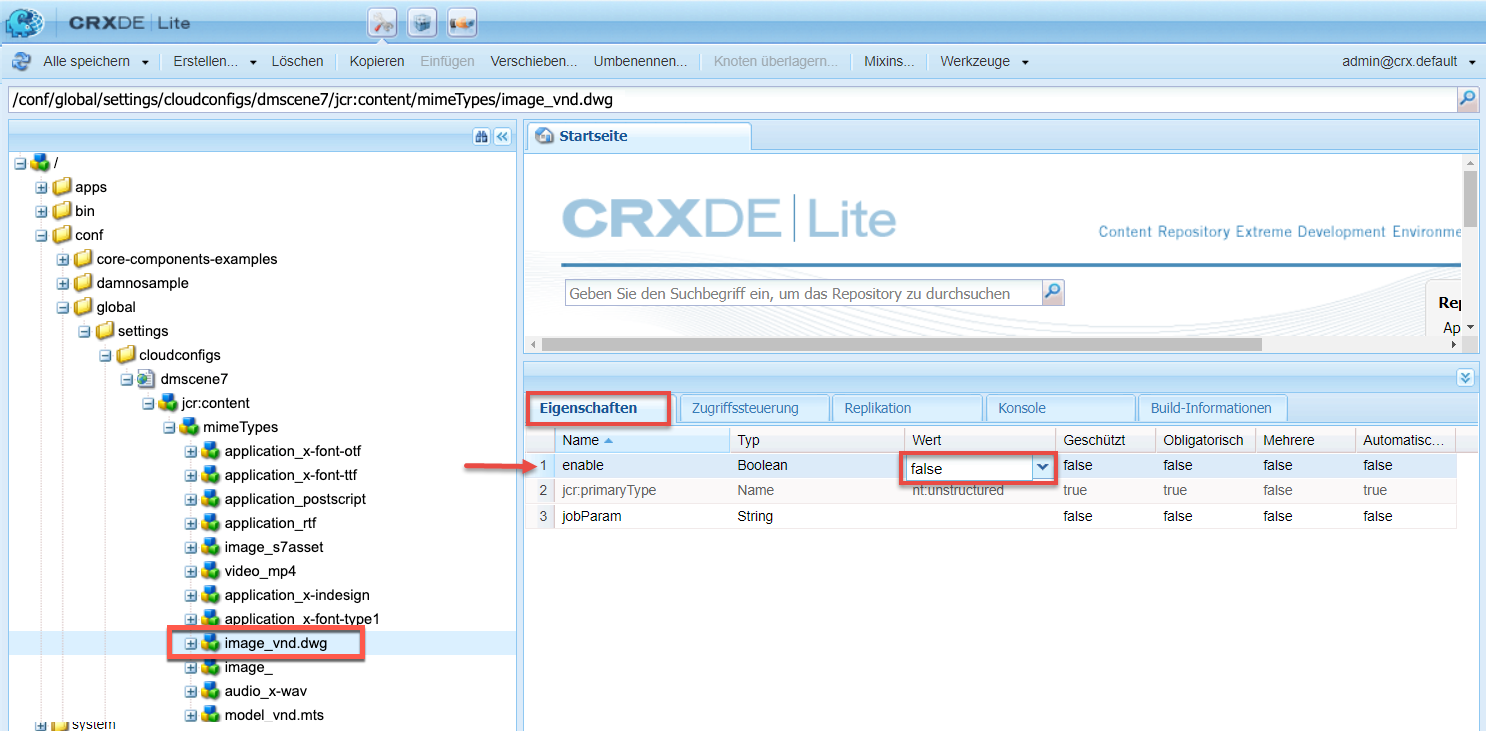 CRXDE | Lite
Alle speichern Erstellen... Löschen Kopieren Einfügen Verschieben... Umbenennen... Knoten überlagern... Mixins... Werkzeuge admin@crx.default
/conf/global/settings/cloudconfigs/dmscene7/jcr:content/mimeTypes/image_vnd.dwg
/
apps
bin
conf
core-components-examples
damnosample
global
settings
cloudconfigs
dmscene7
jcr:content
mimeTypes
application_x-font-otf
application_x-font-ttf
application_postscript
application_rtf
image_s7asset
video_mp4
application_x-indesign
application_x-font-type1
image_vnd.dwg
image_
audio_x-wav
model_vnd.mts
system
Startseite
CRXDE | Lite
Content Repository Extreme Development Environme
Geben Sie den Suchbegriff ein, um das Repository zu durchsuchen
Rep
Ap
Eigenschaften Zugriffssteuerung Replikation Konsole Build-Informationen
Name Typ Wert Geschützt Obligatorisch Mehrere Automatisc...
1 enable Boolean false false false false false
2 jcr:primaryType Name nt:unstructured true true false true
3 jobParam String false false false false